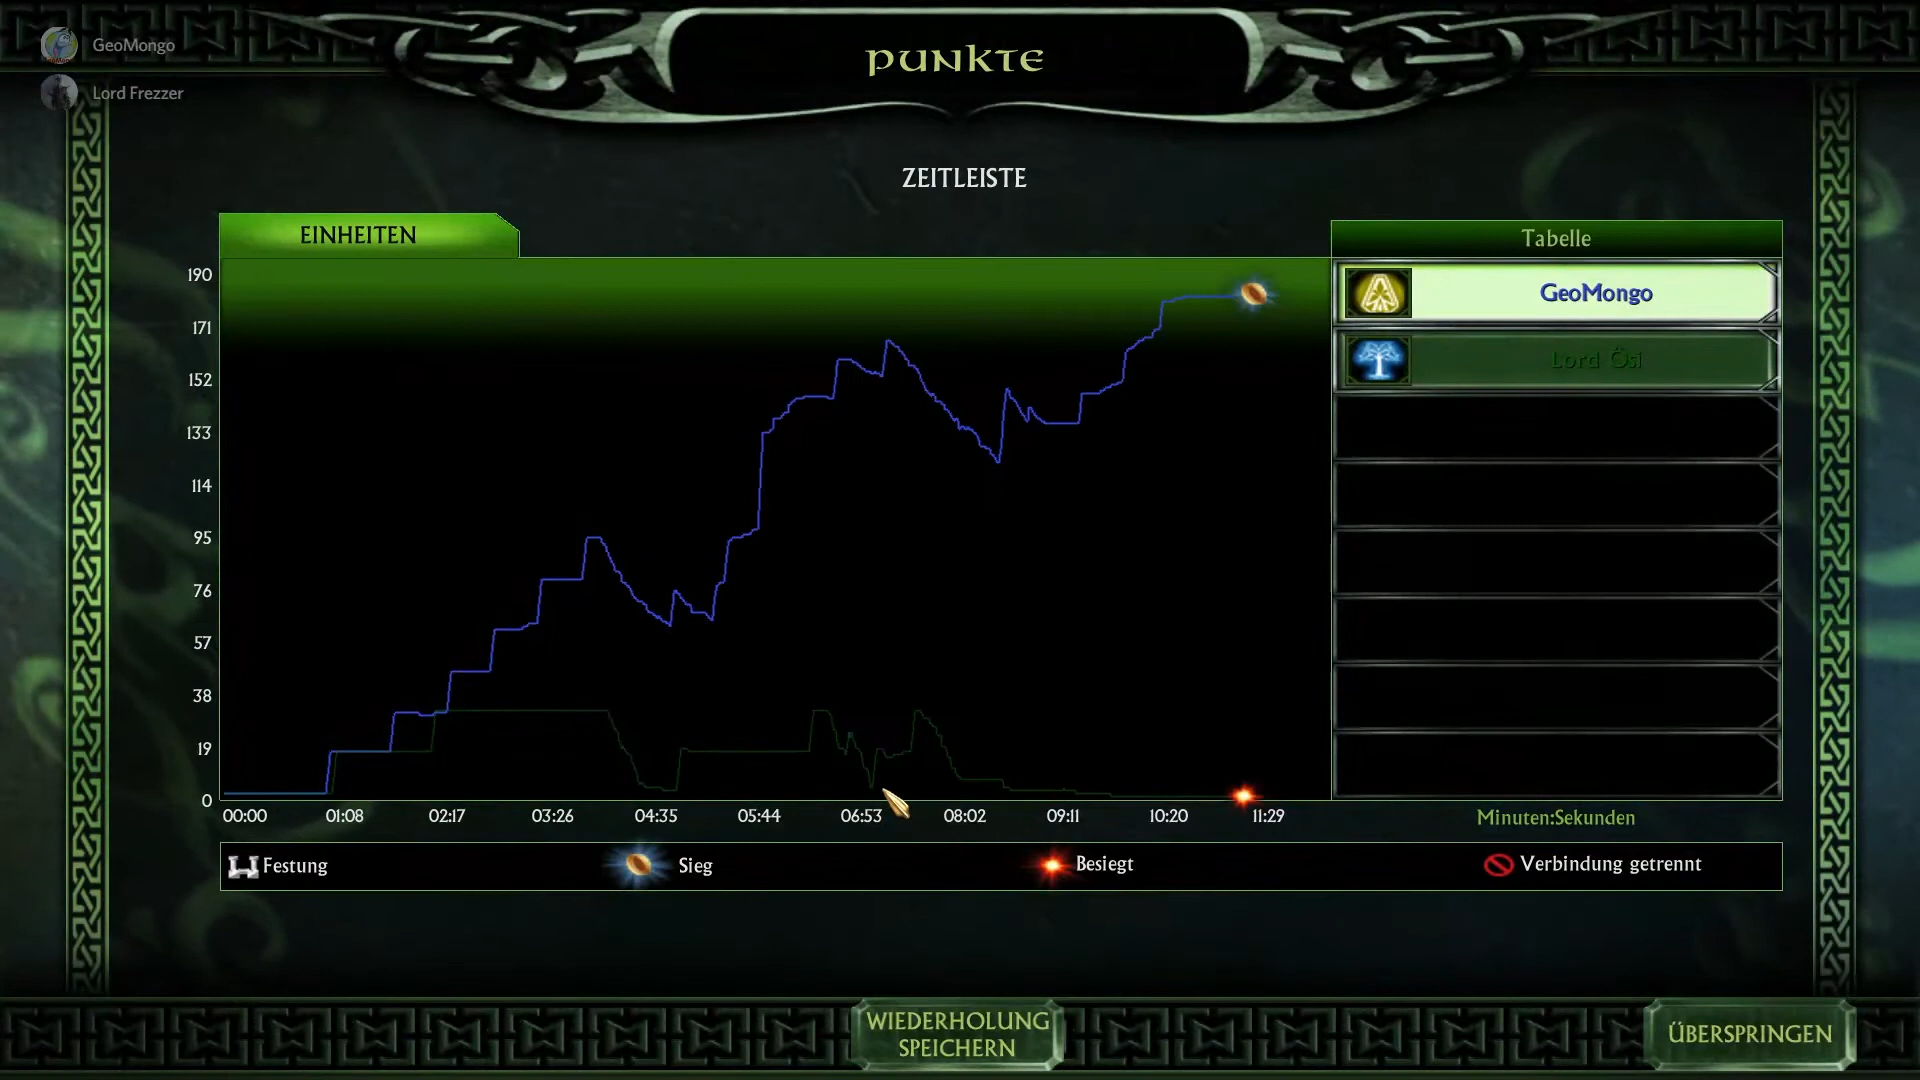 GeoMongo
Lord Frezzer
PUNKTE
ZEITLEISTE
EINHEITEN
190
171
152
133
114
95
76
57
38
19
0
00:00 01:08 02:17 03:26 04:35 05:44 06:53 08:02 09:11 10:20 11:29
Tabelle
GeoMongo
Lord Ösi
Minuten:Sekunden
Festung Sieg Besiegt Verbindung getrennt
WIEDERHOLUNG
SPEICHERN
ÜBERSPRINGEN